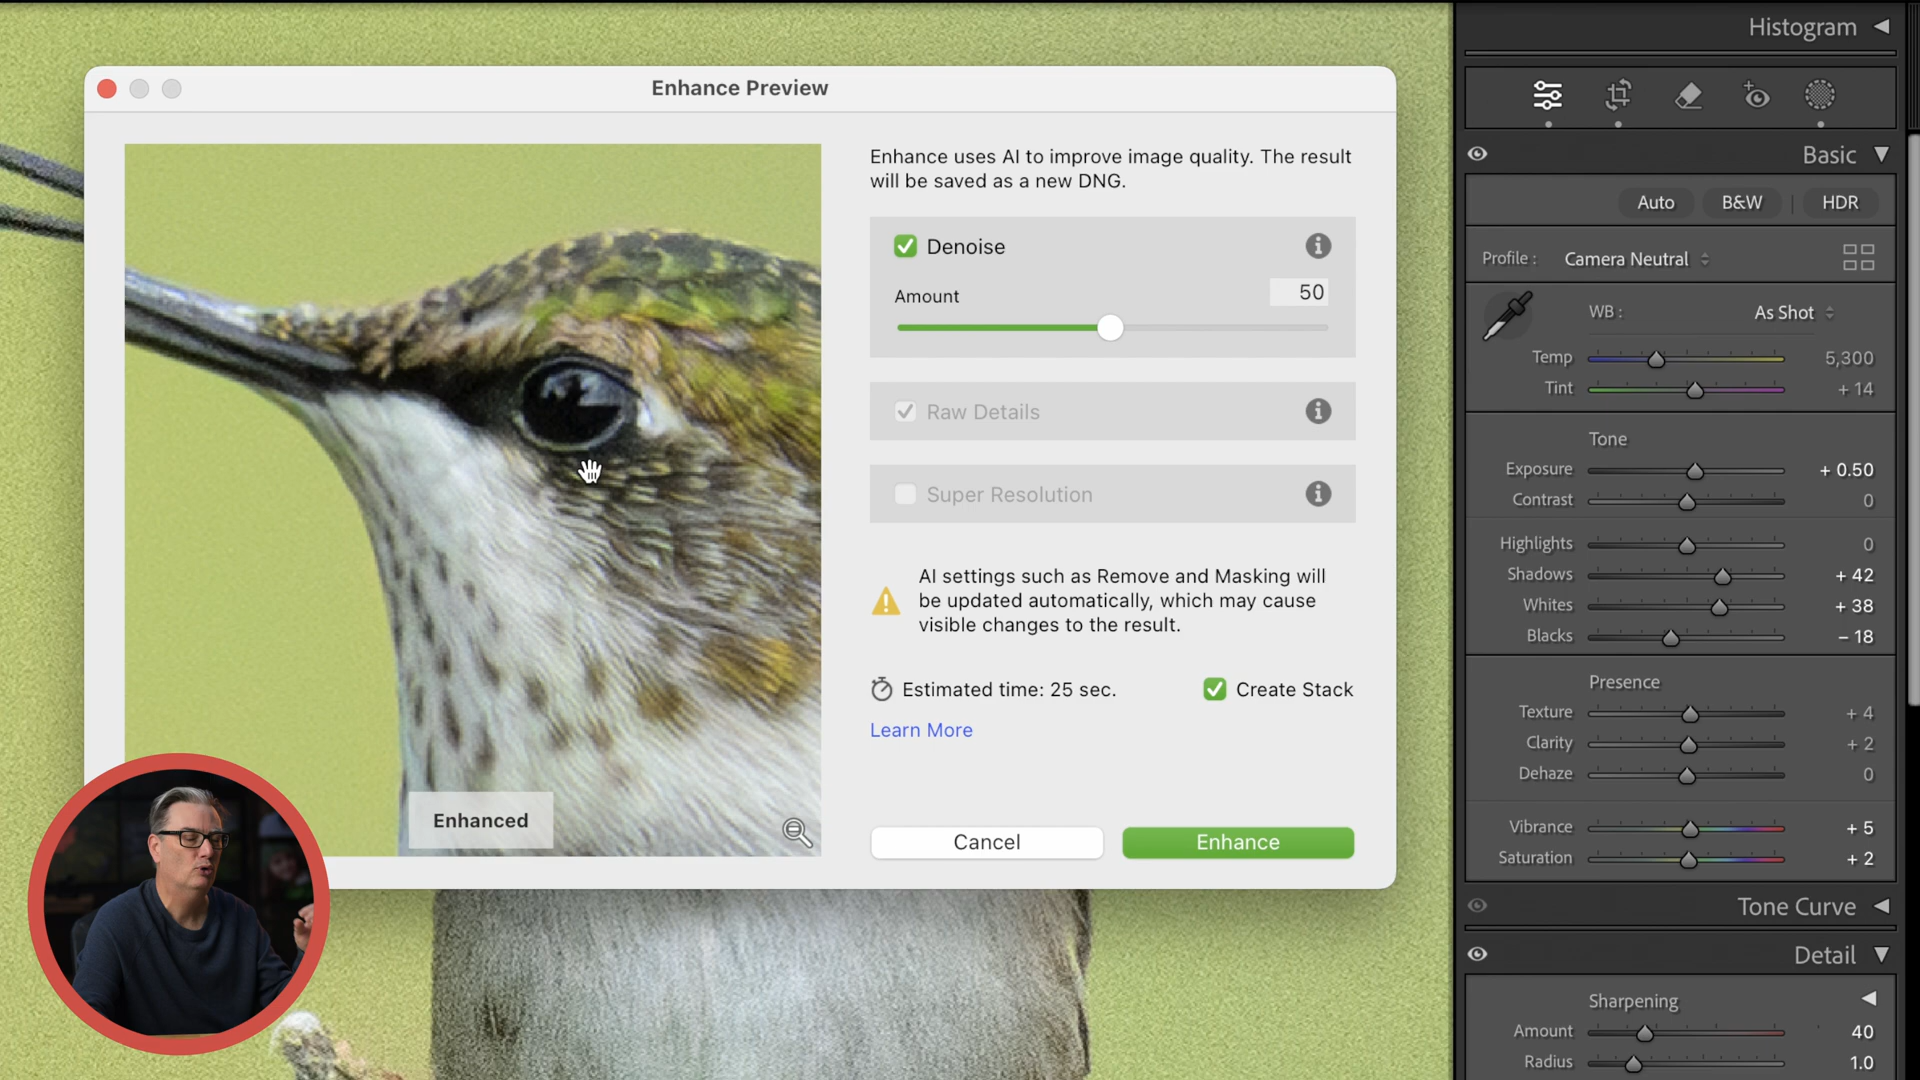 Histogram
Enhance Preview
Enhance uses AI to improve image quality. The result
will be saved as a new DNG.
Denoise
Amount 50
Raw Details
Super Resolution
AI settings such as Remove and Masking will
be updated automatically, which may cause
visible changes to the result.
Estimated time: 25 sec.
Create Stack
Learn More
Enhanced
Cancel
Enhance
Basic
Auto B&W HDR
Profile : Camera Neutral
WB : As Shot
Temp 5,300
Tint + 14
Tone
Exposure + 0.50
Contrast 0
Highlights 0
Shadows + 42
Whites + 38
Blacks – 18
Presence
Texture + 4
Clarity + 2
Dehaze 0
Vibrance + 5
Saturation + 2
Tone Curve
Detail
Sharpening
Amount 40
Radius 1.0